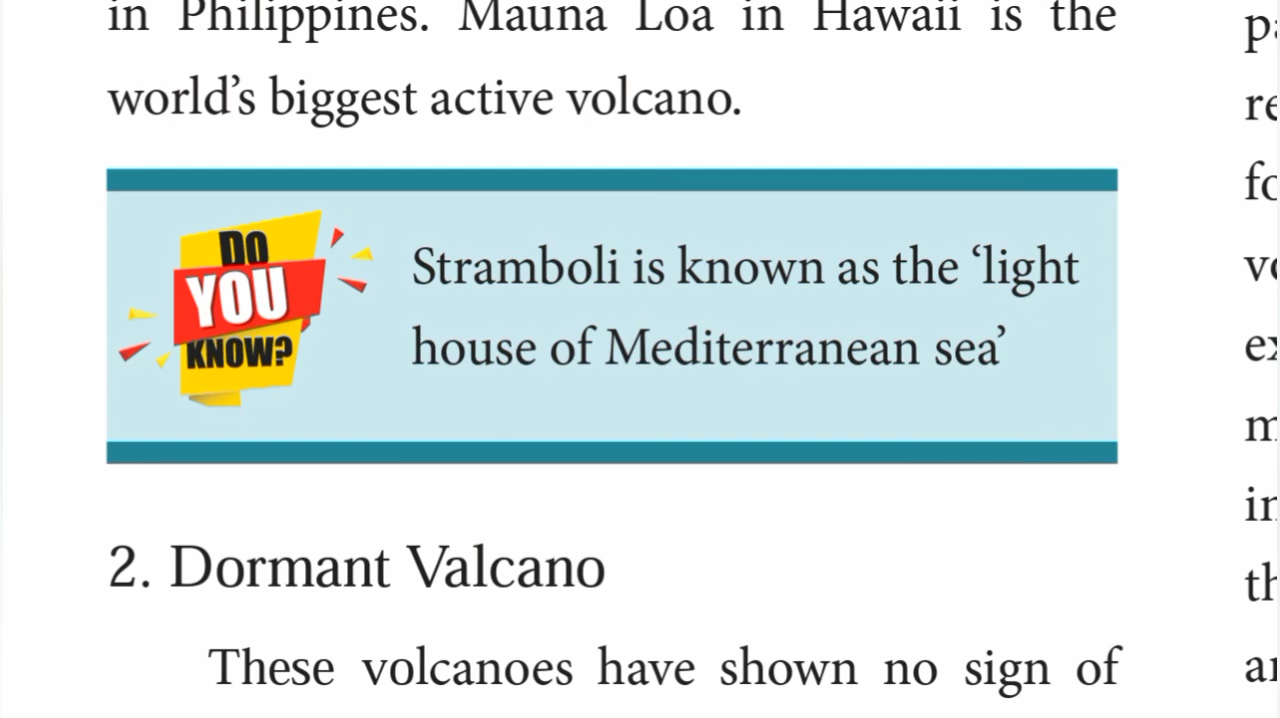 in Philippines. Mauna Loa in Hawaii is the
world’s biggest active volcano.
DO
YOU
KNOW?
Stramboli is known as the ‘light
house of Mediterranean sea’
2. Dormant Valcano
These volcanoes have shown no sign of